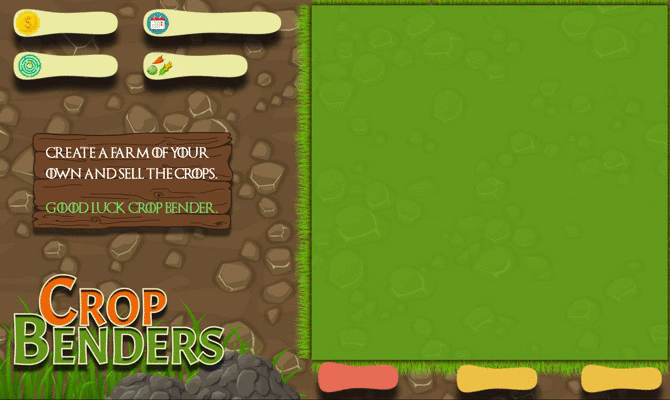 CREATE A FARM OF YOUR
OWN AND SELL THE CROPS.
GOOD LUCK CROP BENDER.
CROP
BENDERS